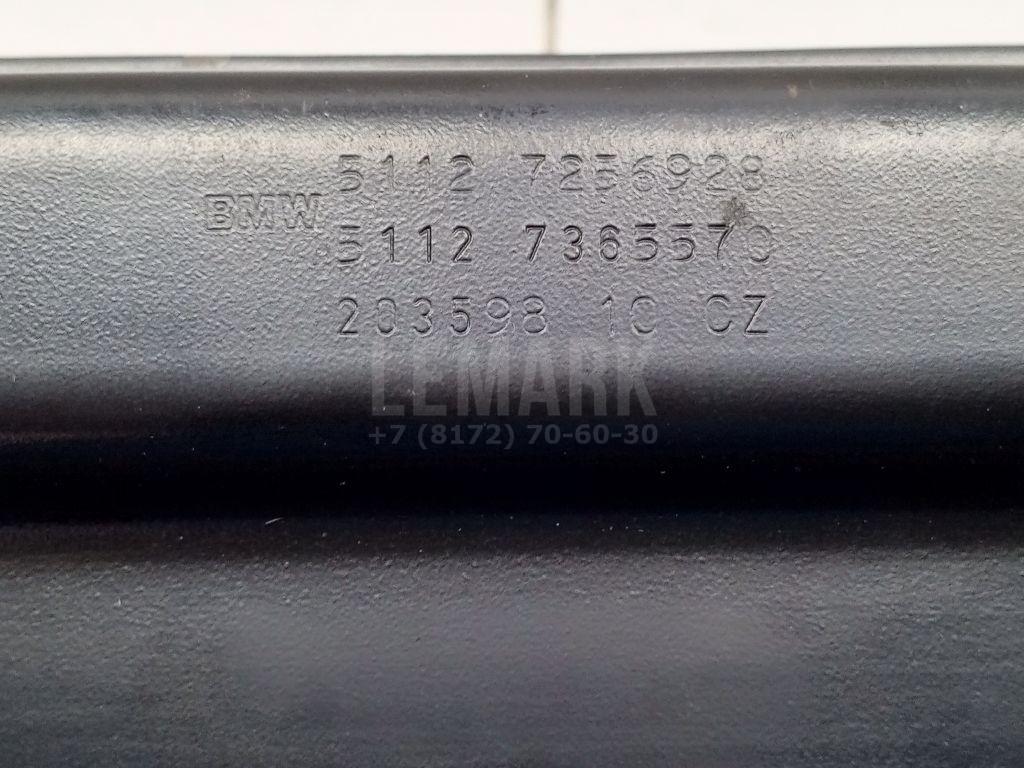 5112 7256928
BMW
5112 7365570
203598 10 CZ
LEMARK
+7 (8172) 70-60-30